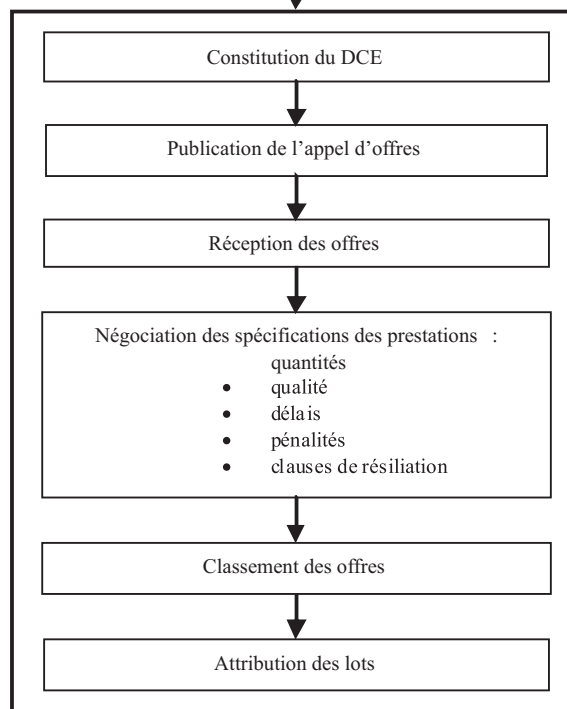 Constitution du DCE
Publication de l’appel d’offres
Réception des offres
Négociation des spécifications des prestations :
quantités
• qualité
• délais
• pénalités
• clauses de résiliation
Classement des offres
Attribution des lots